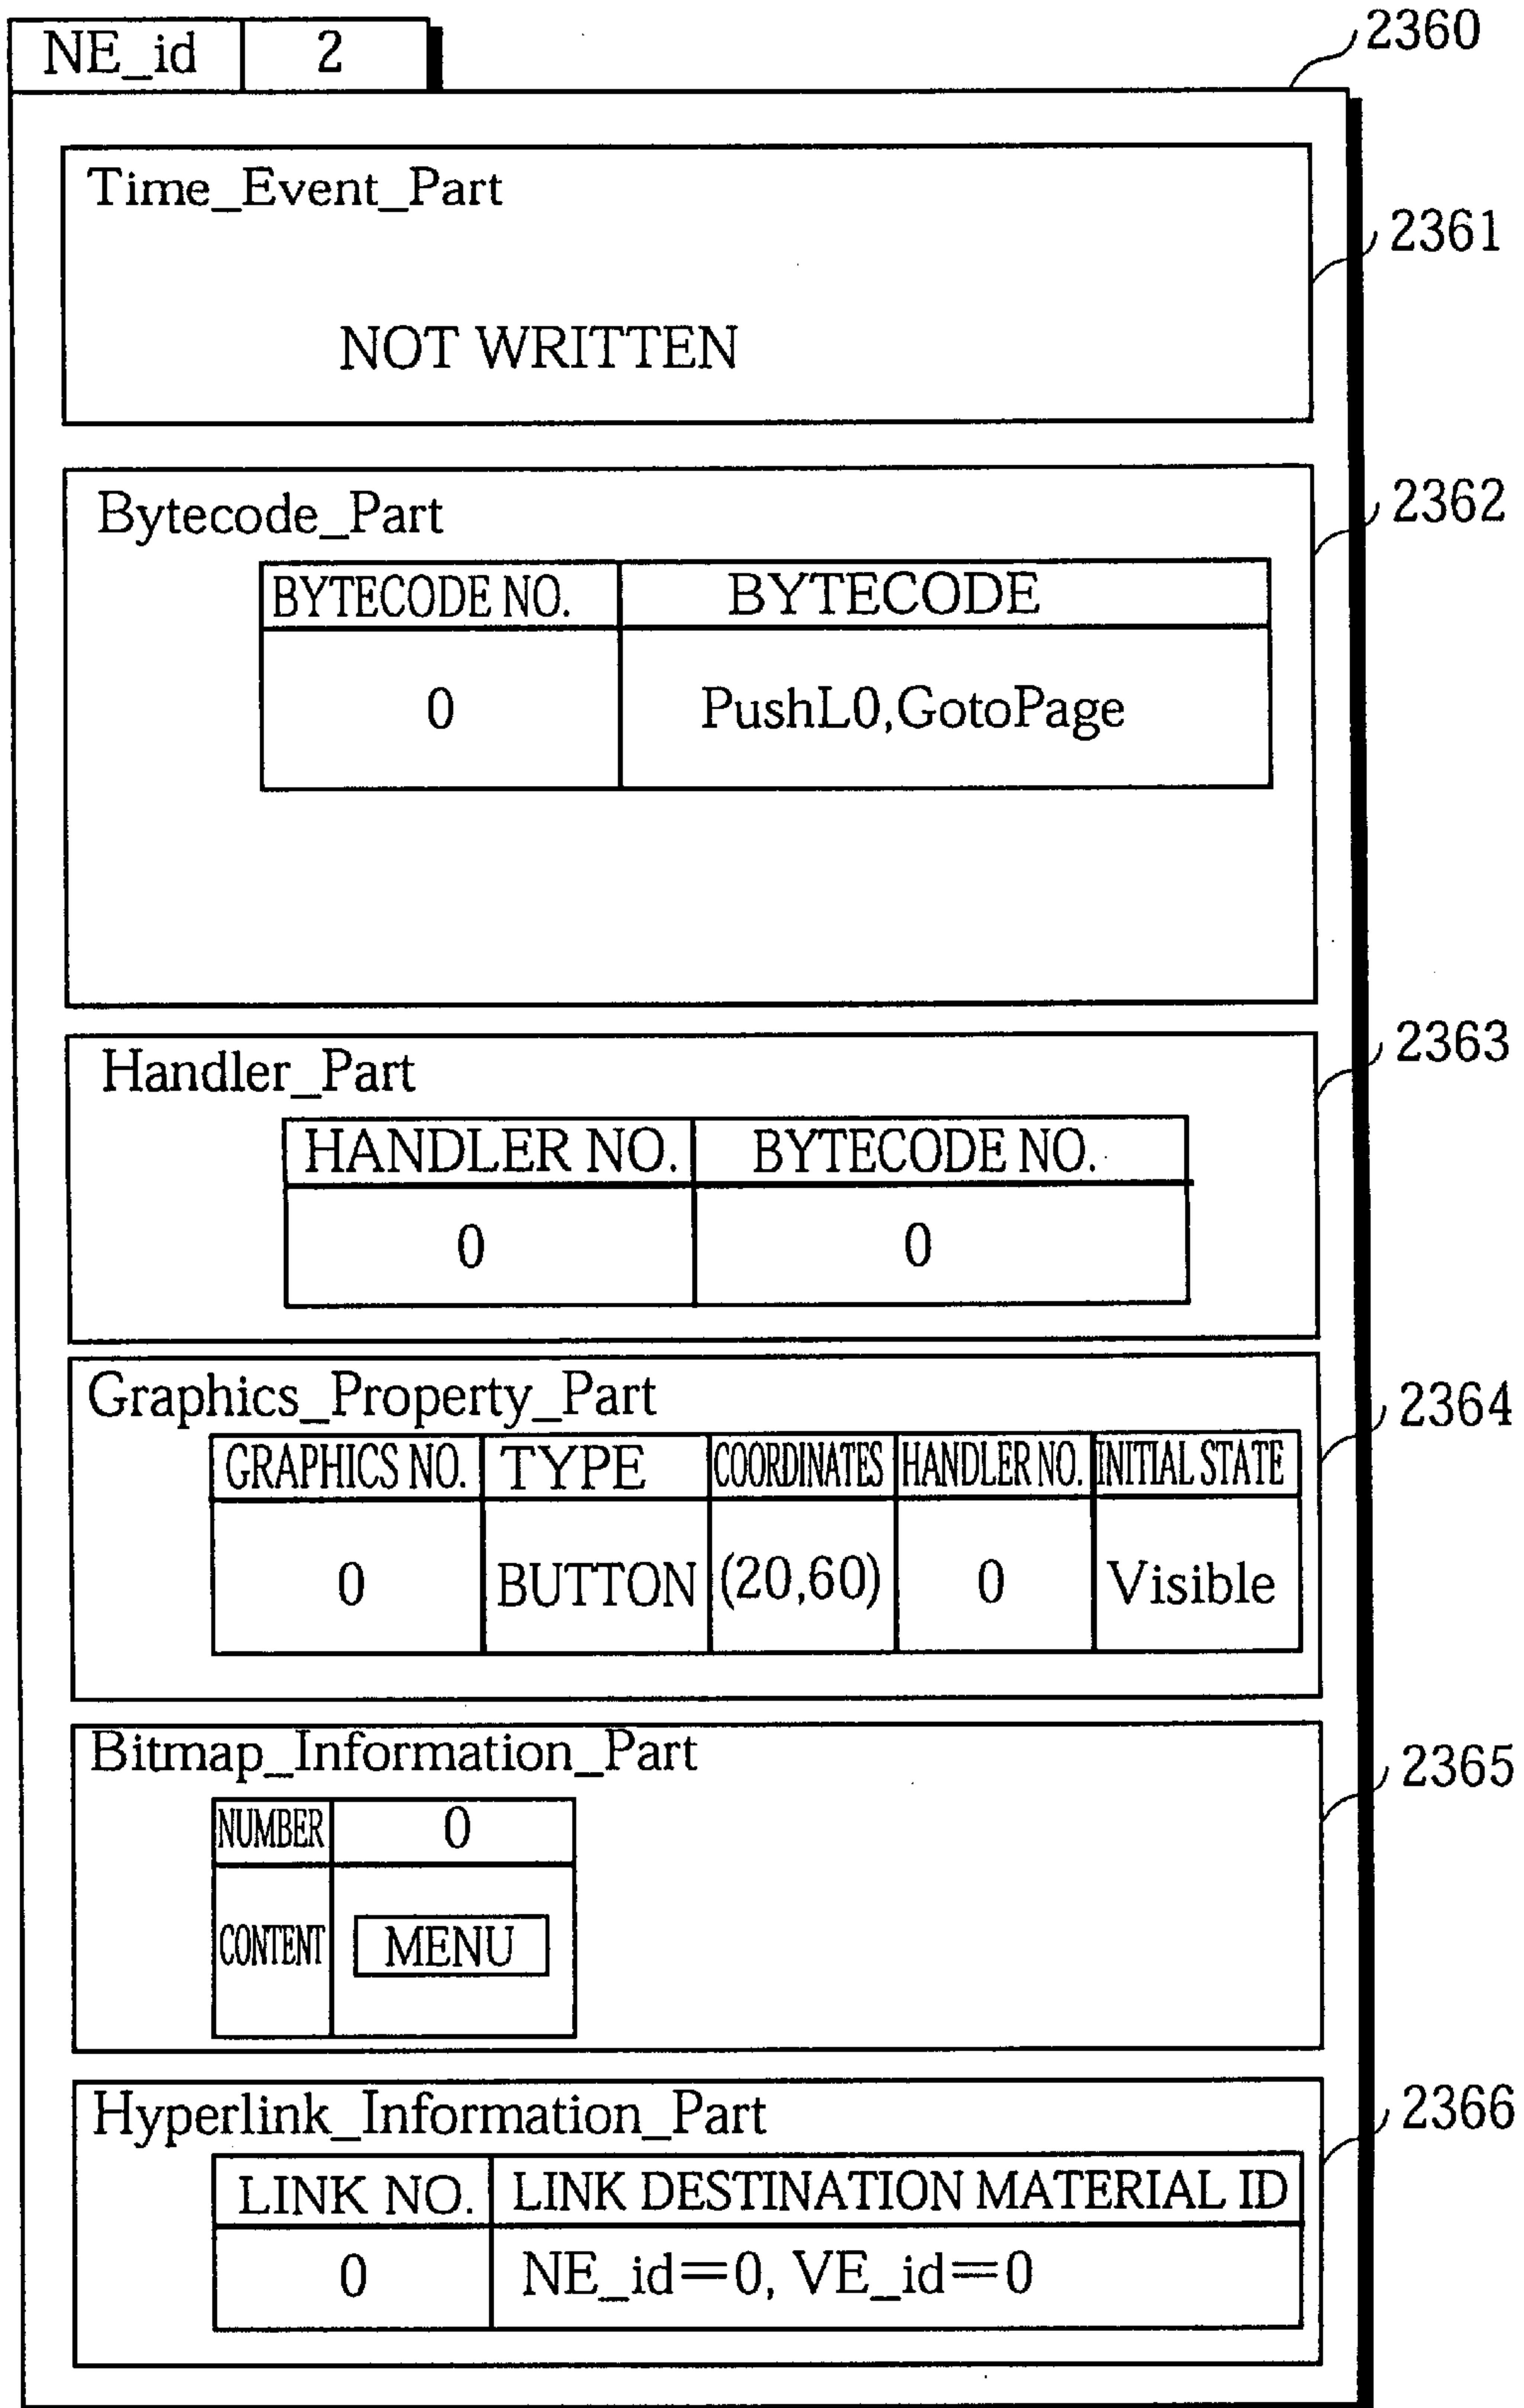 NE_id 2
2360
Time_Event_Part
2361
NOT WRITTEN
2362
Bytecode_Part
BYTECODE NO. BYTECODE
0 PushL0,GotoPage
2363
Handler_Part
HANDLER NO. BYTECODE NO.
0 0
Graphics_Property_Part
2364
GRAPHICS NO. TYPE COORDINATES HANDLER NO. INITIAL STATE
0 BUTTON (20,60) 0 Visible
Bitmap_Information_Part
2365
NUMBER 0
CONTENT MENU
Hyperlink_Information_Part
2366
LINK NO. LINK DESTINATION MATERIAL ID
0 NE_id=0, VE_id=0